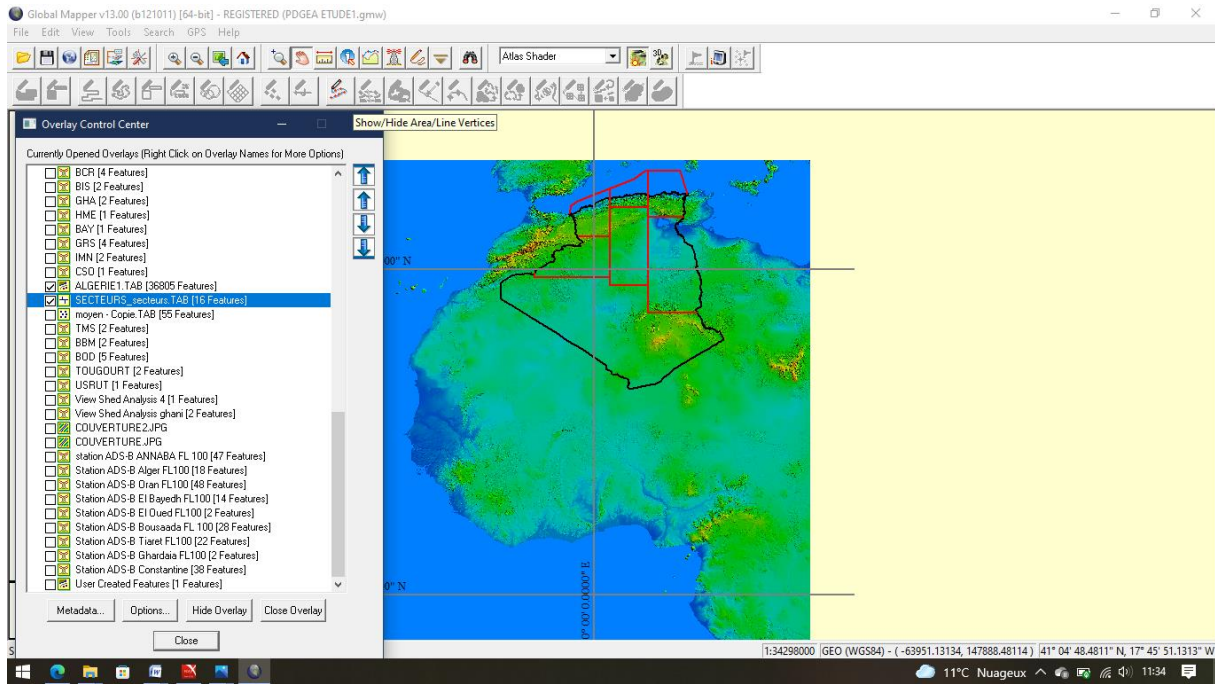 Global Mapper v13.00 (b121011) [64-bit] - REGISTERED (PDGEA ETUDE1.gmw)
File Edit View Tools Search GPS Help
Atlas Shader
Overlay Control Center
Show/Hide Area/Line Vertices
Currently Opened Overlays (Right Click on Overlay Names for More Options)
BCR [4 Features]
BIS [2 Features]
GHA [2 Features]
HME [1 Features]
BAY [1 Features]
GRS [4 Features]
IMN [2 Features]
CSO [1 Features]
ALGERIE1.TAB [36805 Features]
SECTEURS_secteurs.TAB [16 Features]
moyen - Copie.TAB [55 Features]
TMS [2 Features]
BBM [2 Features]
BOD [5 Features]
TOUGOURT [2 Features]
USRUT [1 Features]
View Shed Analysis 4 [1 Features]
View Shed Analysis ghani [2 Features]
COUVERTURE2.JPG
COUVERTURE.JPG
station ADS-B ANNABA FL 100 [47 Features]
Station ADS-B Alger FL100 [18 Features]
Station ADS-B Oran FL100 [48 Features]
Station ADS-B El Bayedh FL100 [14 Features]
Station ADS-B El Oued FL100 [2 Features]
Station ADS-B Bousaada FL 100 [28 Features]
Station ADS-B Tiaret FL100 [22 Features]
Station ADS-B Ghardaia FL100 [2 Features]
Station ADS-B Constantine [38 Features]
User Created Features [1 Features]
Metadata... Options... Hide Overlay Close Overlay
Close
00" N
0" N
0° 00' 0.0000" E
1:34298000 GEO (WGS84) - ( -63951.13134, 147888.48114 ) 41° 04' 48.4811" N, 17° 45' 51.1313" W
11°C Nuageux 11:34